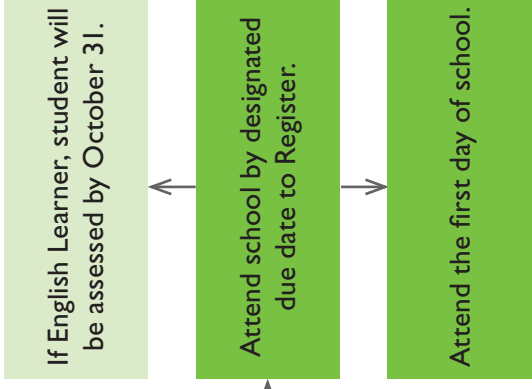 If English Learner, student will
be assessed by October 31.
Attend school by designated
due date to Register.
Attend the first day of school.